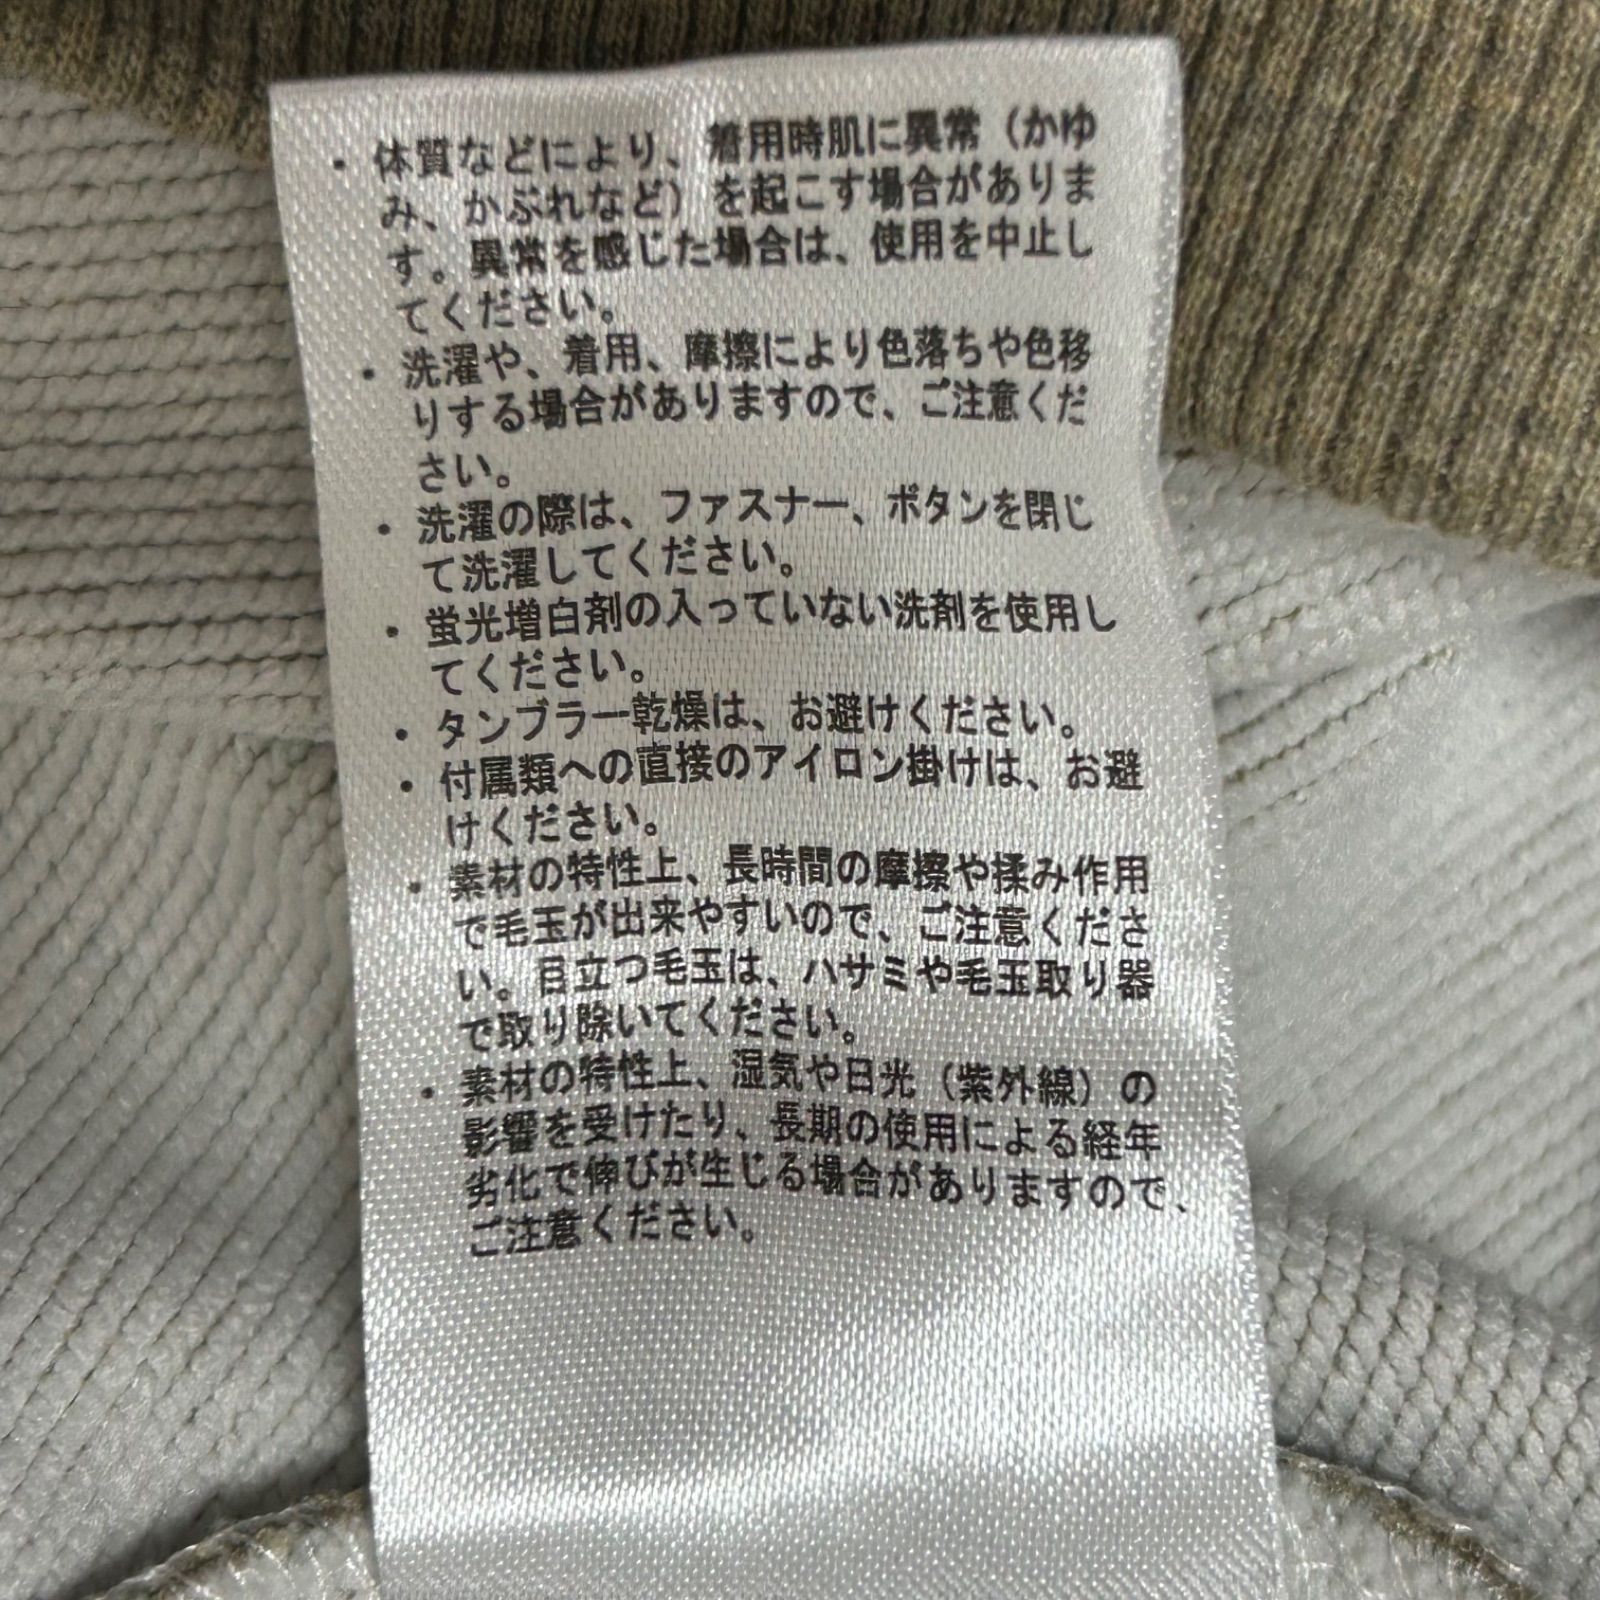 ・体質などにより、着用時肌に異常（かゆ
み、かぶれなど）を起こす場合がありま
す。異常を感じた場合は、使用を中止し
てください。
・洗濯や、着用、摩擦により色落ちや色移
りする場合がありますので、ご注意くだ
さい。
・洗濯の際は、ファスナー、ボタンを閉じ
て洗濯してください。
・蛍光増白剤の入っていない洗剤を使用し
てください。
・タンブラー乾燥は、お避けください。
・付属類への直接のアイロン掛けは、お避
けください。
・素材の特性上、長時間の摩擦や揉み作用
で毛玉が出来やすいので、ご注意くださ
い。目立つ毛玉は、ハサミや毛玉取り器
で取り除いてください。
・素材の特性上、湿気や日光（紫外線）の
影響を受けたり、長期の使用による経年
劣化で伸びが生じる場合がありますので、
ご注意ください。